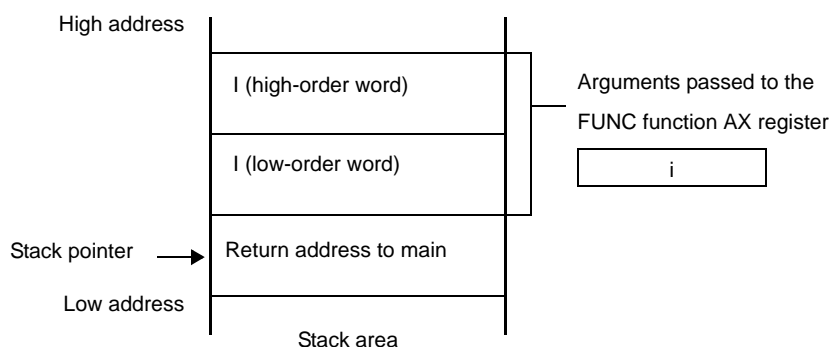 High address
I (high-order word)
Arguments passed to the
FUNC function AX register
I (low-order word)
i
Stack pointer
Return address to main
Low address
Stack area